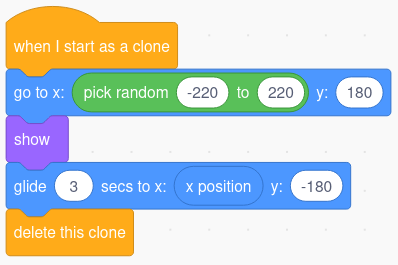 when I start as a clone
go to x: pick random -220 to 220 y: 180
show
glide 3 secs to x: x position y: -180
delete this clone